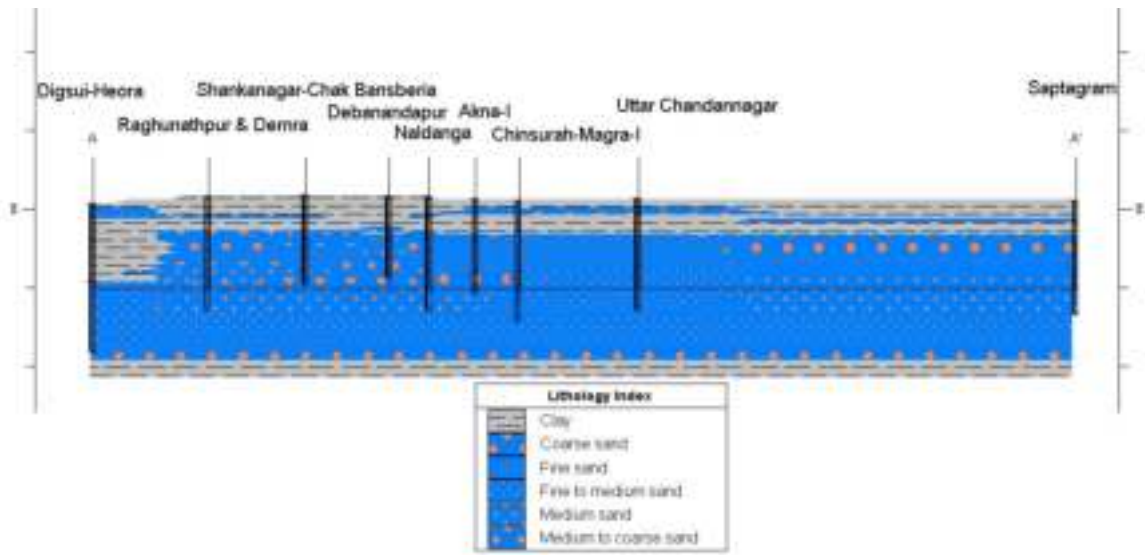 Shankanagar-Chak Bansberia
Saptagram
Digsui-Heora
Uttar Chandannagar
Debanandapur
Akna-I
Raghunathpur & Demra
Naldanga
Chinsurah-Magra-I
A
A'
Lithology Index
Clay
Coarse sand
Fine sand
Fine to medium sand
Medium sand
Medium to coarse sand